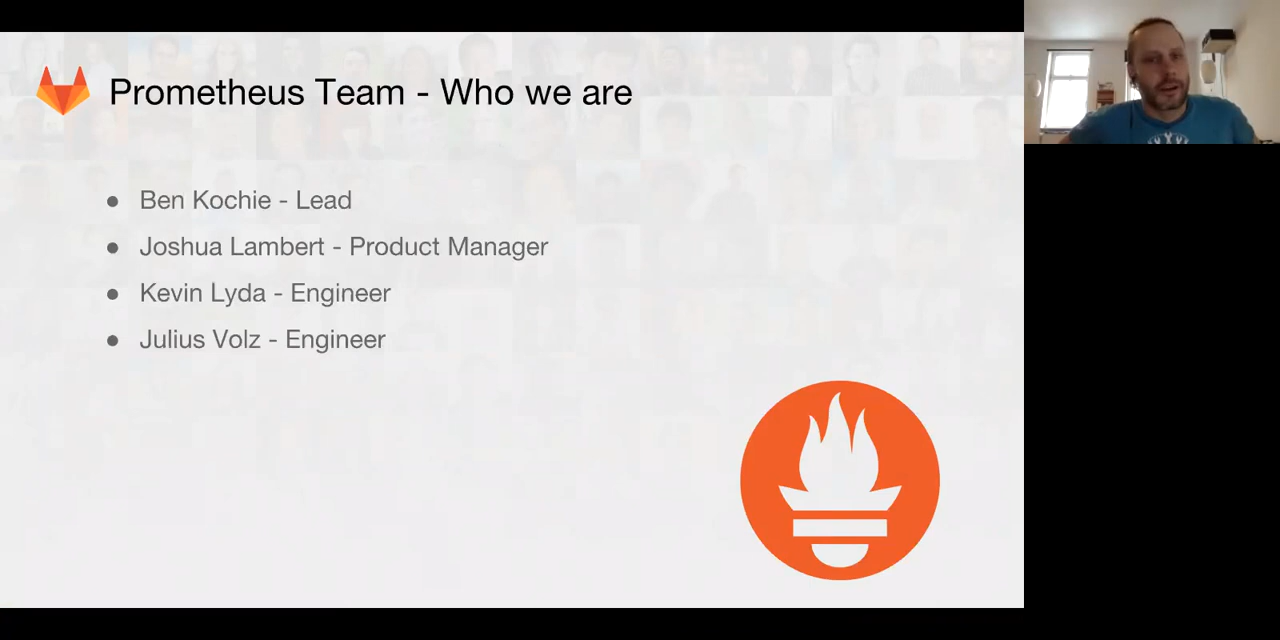 Prometheus Team - Who we are
● Ben Kochie - Lead
● Joshua Lambert - Product Manager
● Kevin Lyda - Engineer
● Julius Volz - Engineer